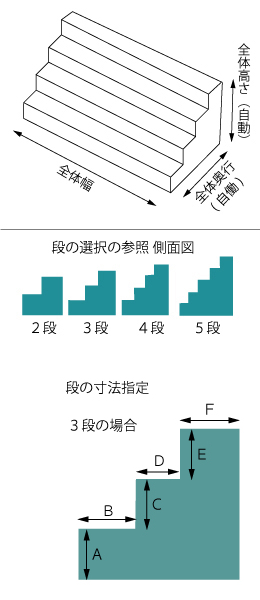 全体高さ（自動）
全体幅
全体奥行
（自働）
段の選択の参照 側面図
２段
３段
４段
５段
段の寸法指定
３段の場合
F
E
D
C
B
A